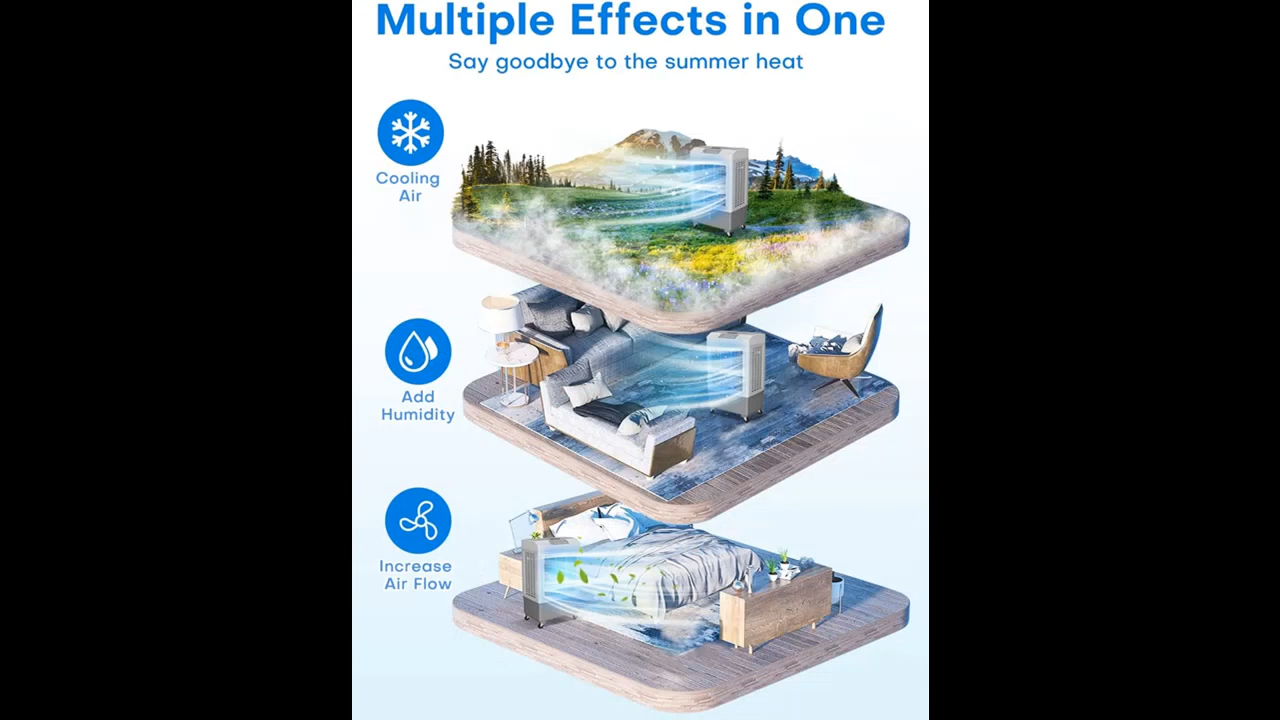 Multiple Effects in One
Say goodbye to the summer heat
Cooling
Air
Add
Humidity
Increase
Air Flow